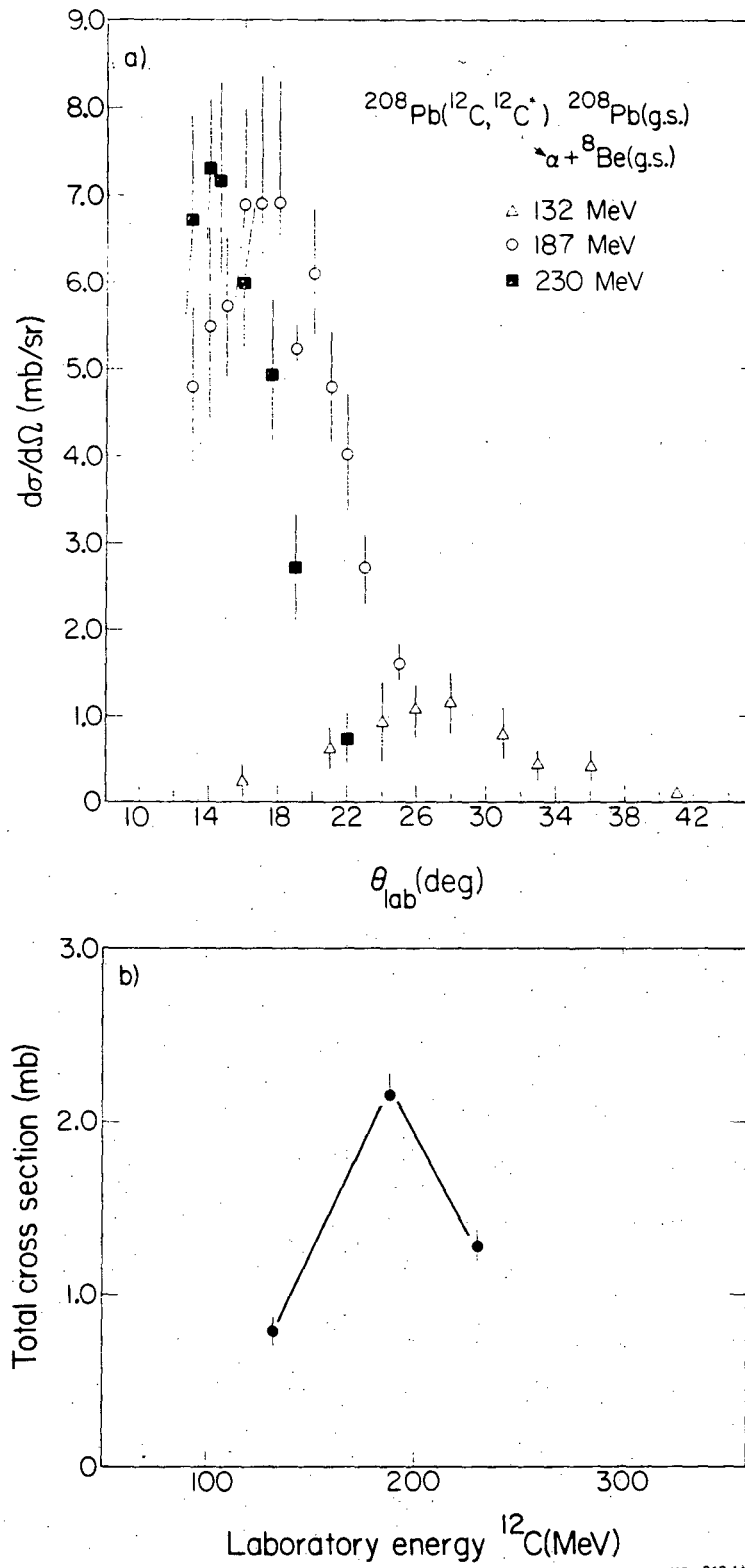 9.0
a)
8.0
²⁰⁸Pb(¹²C,¹²C*) ²⁰⁸Pb(g.s.)
α+⁸Be(g.s.)
7.0
△ 132 MeV
○ 187 MeV
■ 230 MeV
6.0
5.0
4.0
3.0
2.0
1.0
0
dσ/dΩ (mb/sr)
10 14 18 22 26 30 34 38 42
θlab(deg)
3.0
b)
2.0
1.0
0
Total cross section (mb)
100 200 300
Laboratory energy ¹²C(MeV)